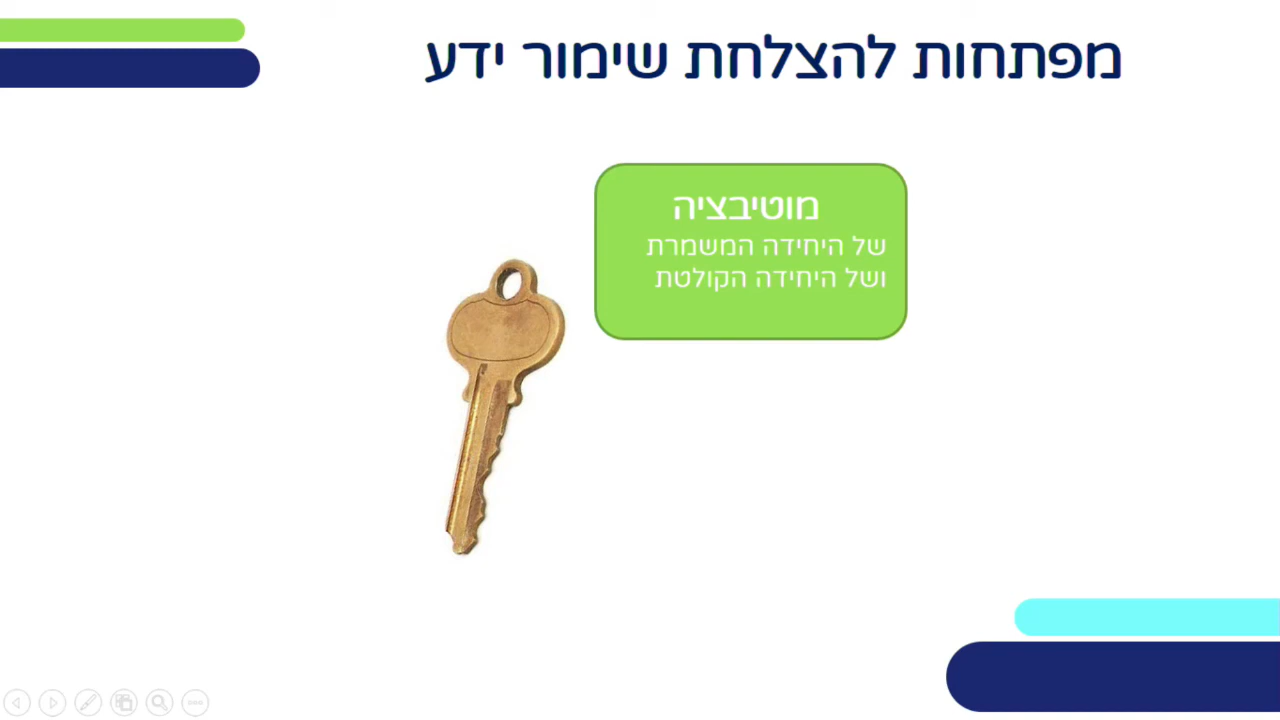 מפתחות להצלחת שימור ידע
מוטיבציה
של היחידה המשמרת
ושל היחידה הקולטת